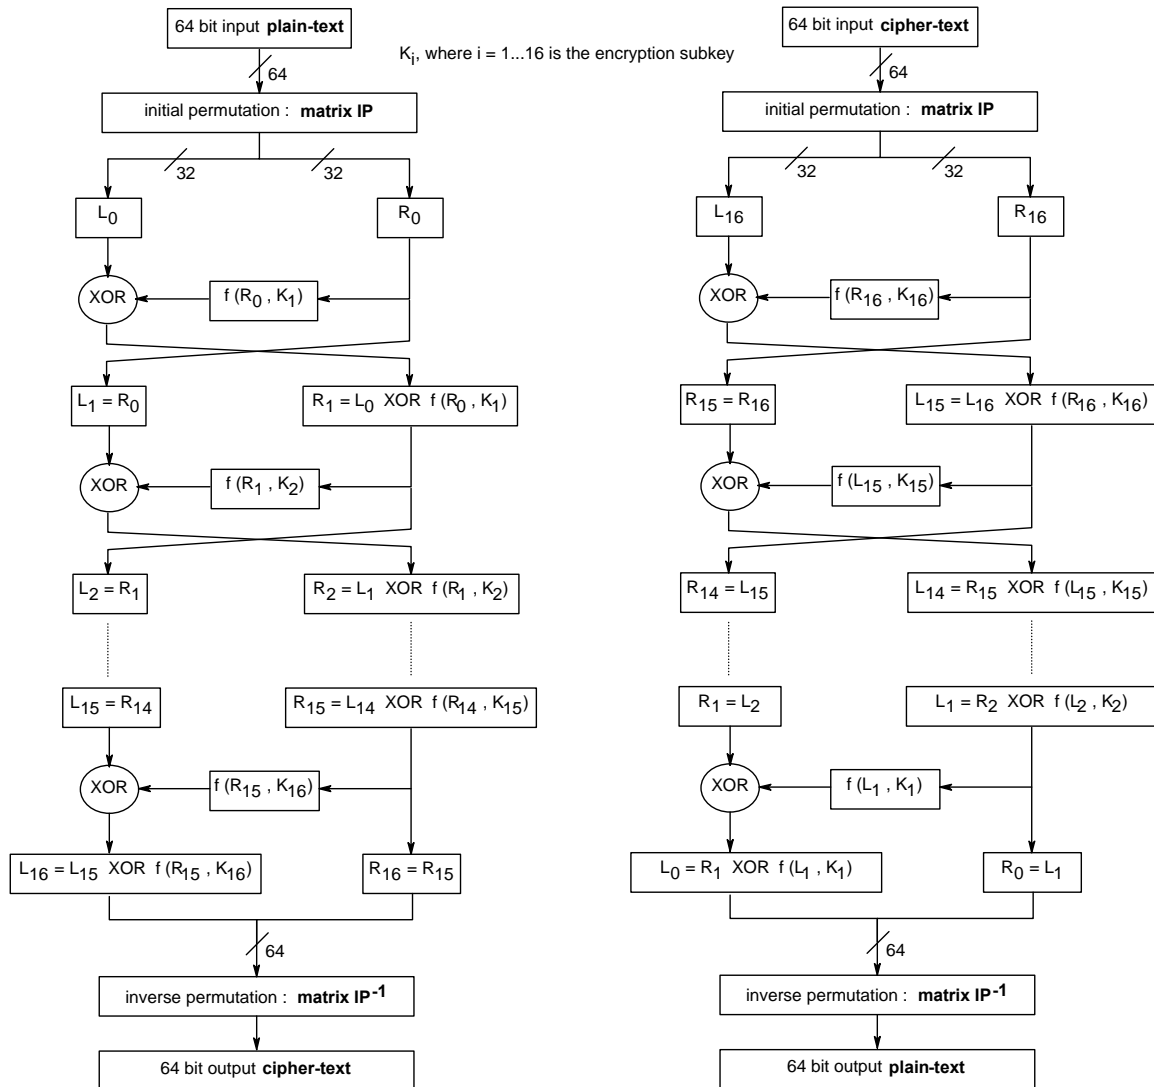 64 bit input plain-text
K_i, where i = 1...16 is the encryption subkey
64
initial permutation : matrix IP
32 32
L_0 R_0
XOR f (R_0 , K_1)
L_1 = R_0 R_1 = L_0 XOR f (R_0 , K_1)
XOR f (R_1 , K_2)
L_2 = R_1 R_2 = L_1 XOR f (R_1 , K_2)
L_15 = R_14 R_15 = L_14 XOR f (R_14 , K_15)
XOR f (R_15 , K_16)
L_16 = L_15 XOR f (R_15 , K_16) R_16 = R_15
64
inverse permutation : matrix IP^-1
64 bit output cipher-text
64 bit input cipher-text
64
initial permutation : matrix IP
32 32
L_16 R_16
XOR f (R_16 , K_16)
R_15 = R_16 L_15 = L_16 XOR f (R_16 , K_16)
XOR f (L_15 , K_15)
R_14 = L_15 L_14 = R_15 XOR f (L_15 , K_15)
R_1 = L_2 L_1 = R_2 XOR f (L_2 , K_2)
XOR f (L_1 , K_1)
L_0 = R_1 XOR f (L_1 , K_1) R_0 = L_1
64
inverse permutation : matrix IP^-1
64 bit output plain-text